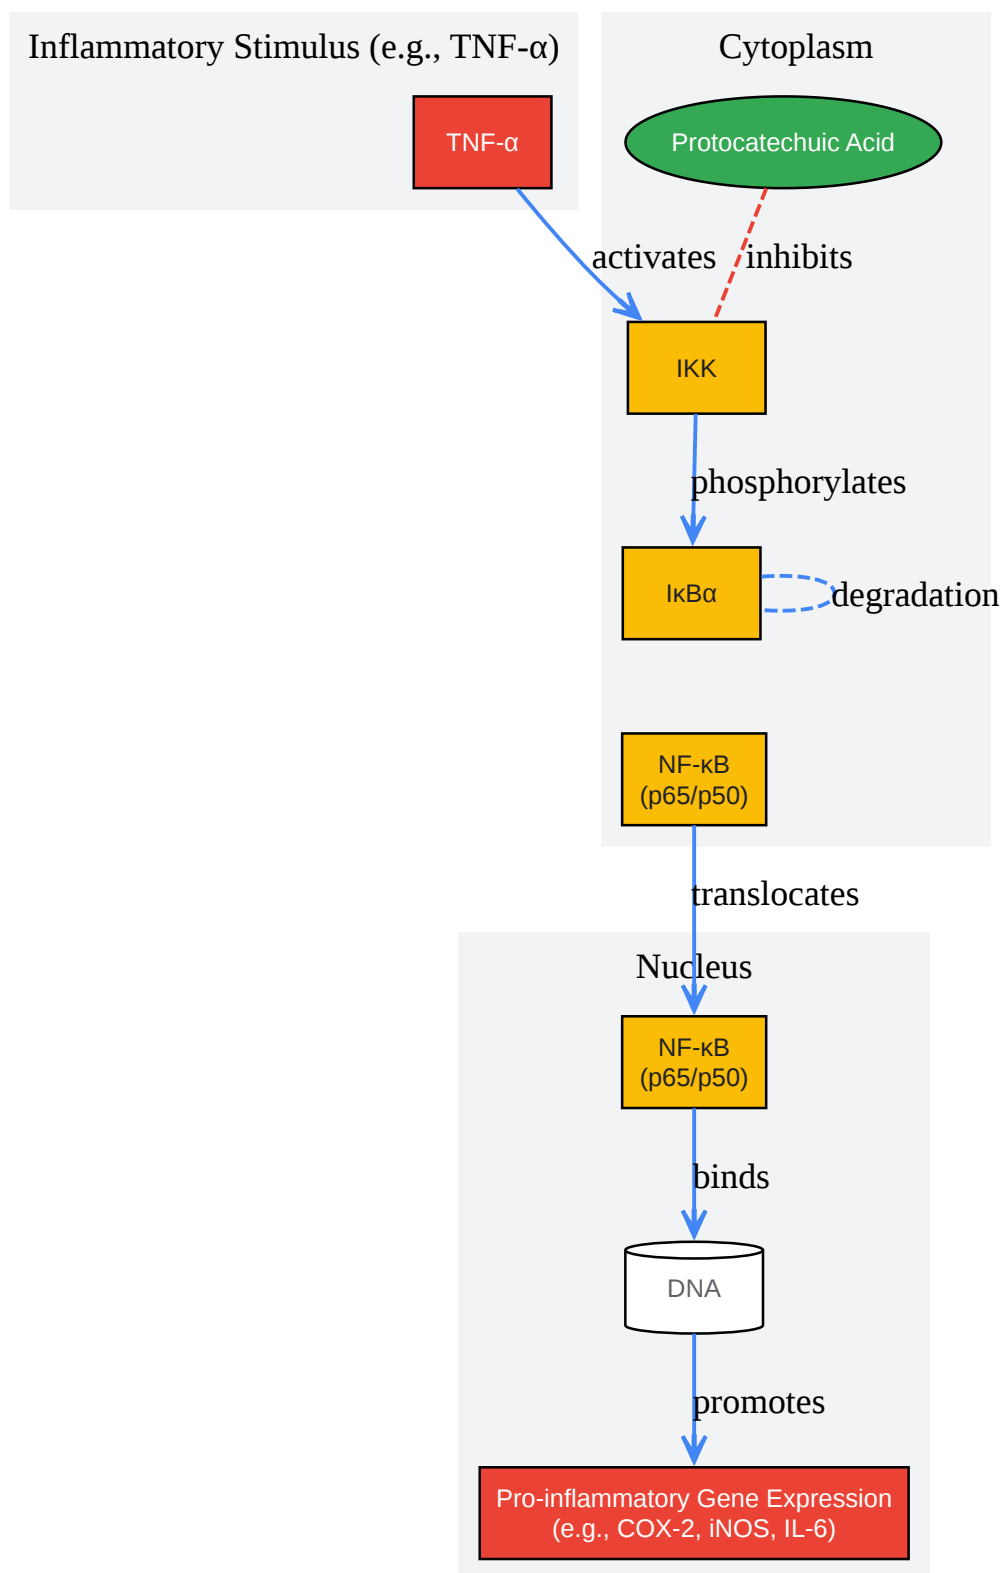 Inflammatory Stimulus (e.g., TNF-α)
Cytoplasm
TNF-α
Protocatechuic Acid
activates
inhibits
IKK
phosphorylates
IκBα
degradation
NF-κB
(p65/p50)
translocates
Nucleus
NF-κB
(p65/p50)
binds
DNA
promotes
Pro-inflammatory Gene Expression
(e.g., COX-2, iNOS, IL-6)